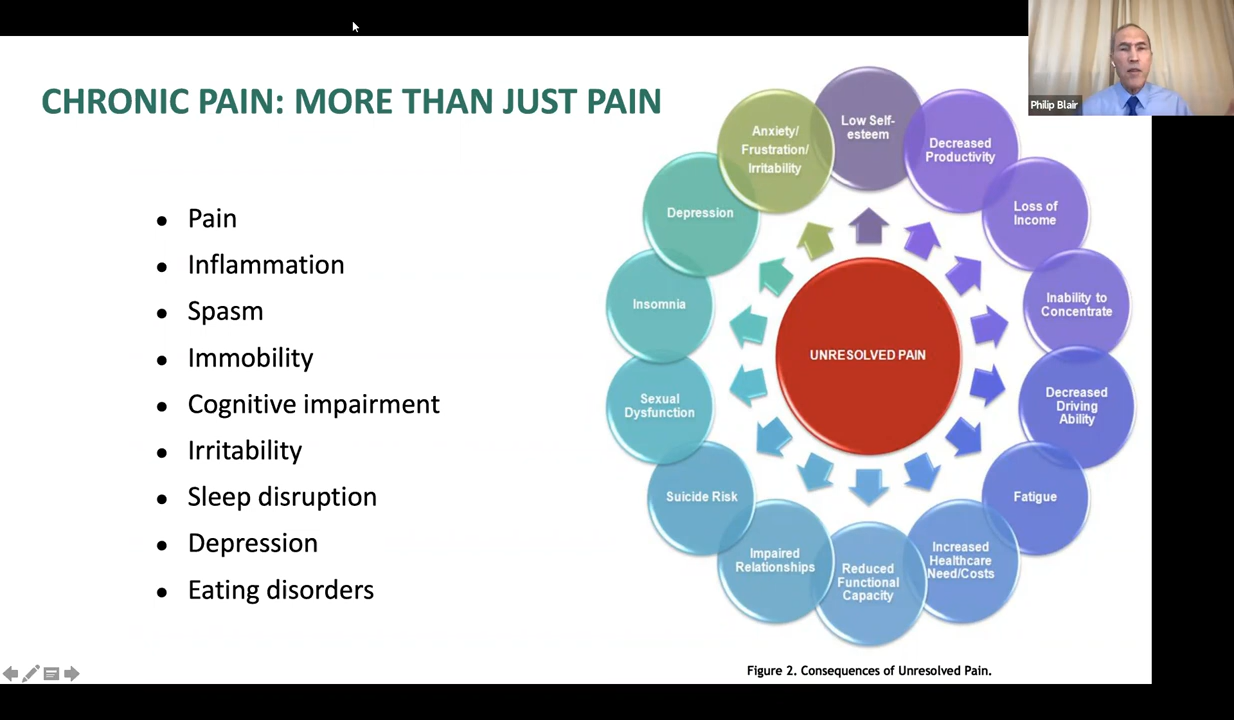 CHRONIC PAIN: MORE THAN JUST PAIN
• Pain
• Inflammation
• Spasm
• Immobility
• Cognitive impairment
• Irritability
• Sleep disruption
• Depression
• Eating disorders
UNRESOLVED PAIN
Low Self-
esteem
Decreased
Productivity
Loss of
Income
Inability to
Concentrate
Decreased
Driving
Ability
Fatigue
Increased
Healthcare
Need/Costs
Reduced
Functional
Capacity
Impaired
Relationships
Suicide Risk
Sexual
Dysfunction
Insomnia
Depression
Anxiety/
Frustration/
Irritability
Figure 2. Consequences of Unresolved Pain.
Philip Blair